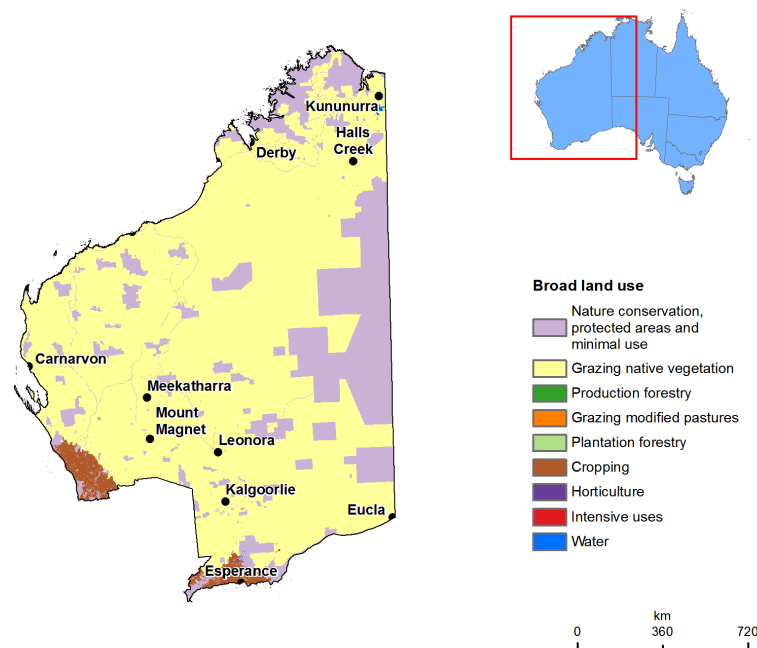 Kununurra
Halls
Creek
Derby
Carnarvon
Meekatharra
Mount
Magnet
Leonora
Kalgoorlie
Eucla
Esperance
Broad land use
Nature conservation,
protected areas and
minimal use
Grazing native vegetation
Production forestry
Grazing modified pastures
Plantation forestry
Cropping
Horticulture
Intensive uses
Water
km
0 360 720